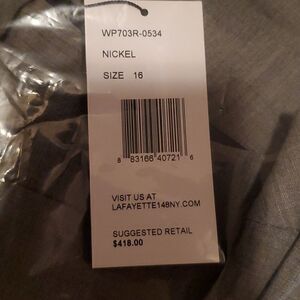 WP703R-0534
NICKEL
SIZE 16
8 83166 40721 6
VISIT US AT
LAFAYETTE148NY.COM
SUGGESTED RETAIL
$418.00